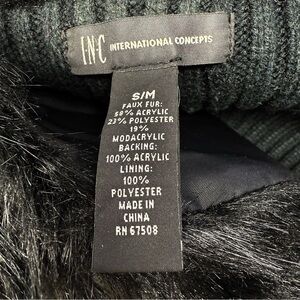 I·N·C INTERNATIONAL CONCEPTS
S/M
FAUX FUR:
58% ACRYLIC
23% POLYESTER
19%
MODACRYLIC
BACKING:
100% ACRYLIC
LINING:
100%
POLYESTER
MADE IN
CHINA
RN 67508